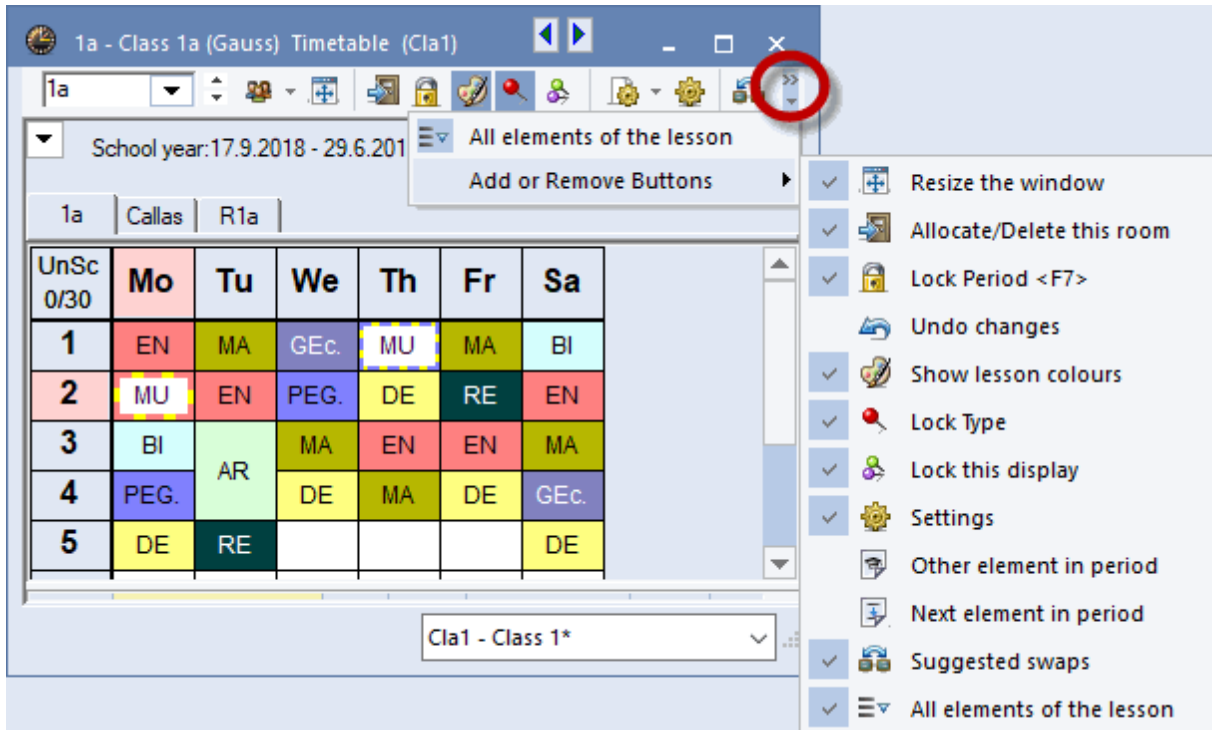 1a - Class 1a (Gauss) Timetable (Cla1)
1a
All elements of the lesson
School year:17.9.2018 - 29.6.201
Add or Remove Buttons
1a Callas R1a
UnSc
0/30 Mo Tu We Th Fr Sa
1 EN MA GEc. MU MA BI
2 MU EN PEG. DE RE EN
3 BI AR MA EN EN MA
4 PEG. DE MA DE GEc.
5 DE RE DE
Cla1 - Class 1*
Resize the window
Allocate/Delete this room
Lock Period <F7>
Undo changes
Show lesson colours
Lock Type
Lock this display
Settings
Other element in period
Next element in period
Suggested swaps
All elements of the lesson